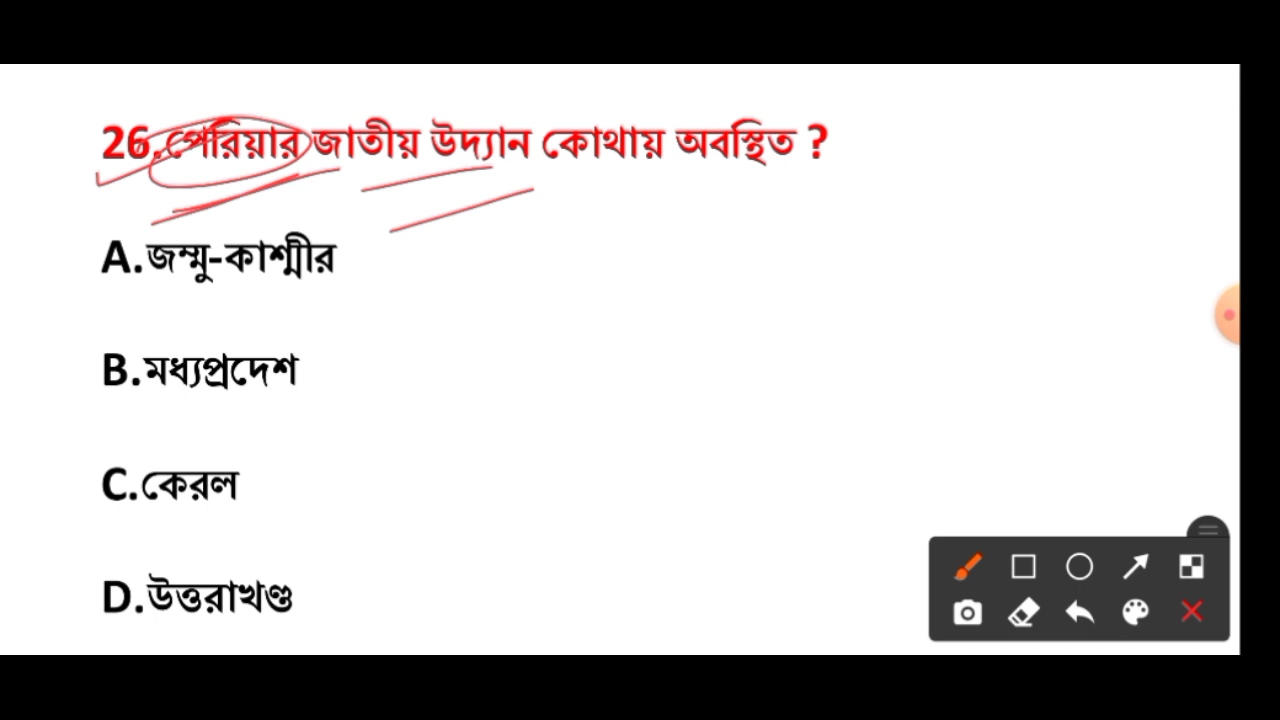 26.পেরিয়ার জাতীয় উদ্যান কোথায় অবস্থিত ?
A.জম্মু-কাশ্মীর
B.মধ্যপ্রদেশ
C.কেরল
D.উত্তরাখণ্ড